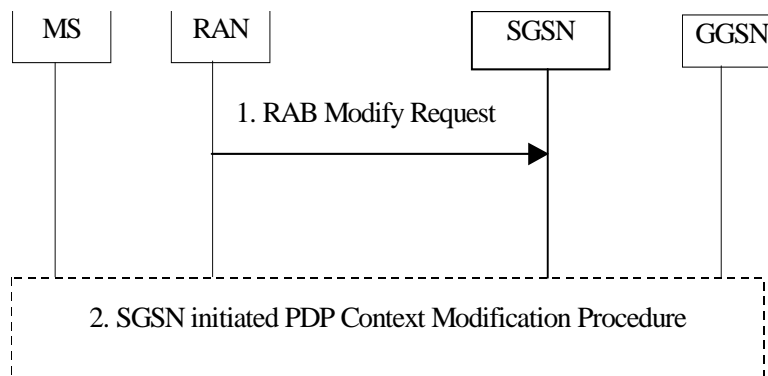 MS RAN SGSN GGSN
1. RAB Modify Request
2. SGSN initiated PDP Context Modification Procedure